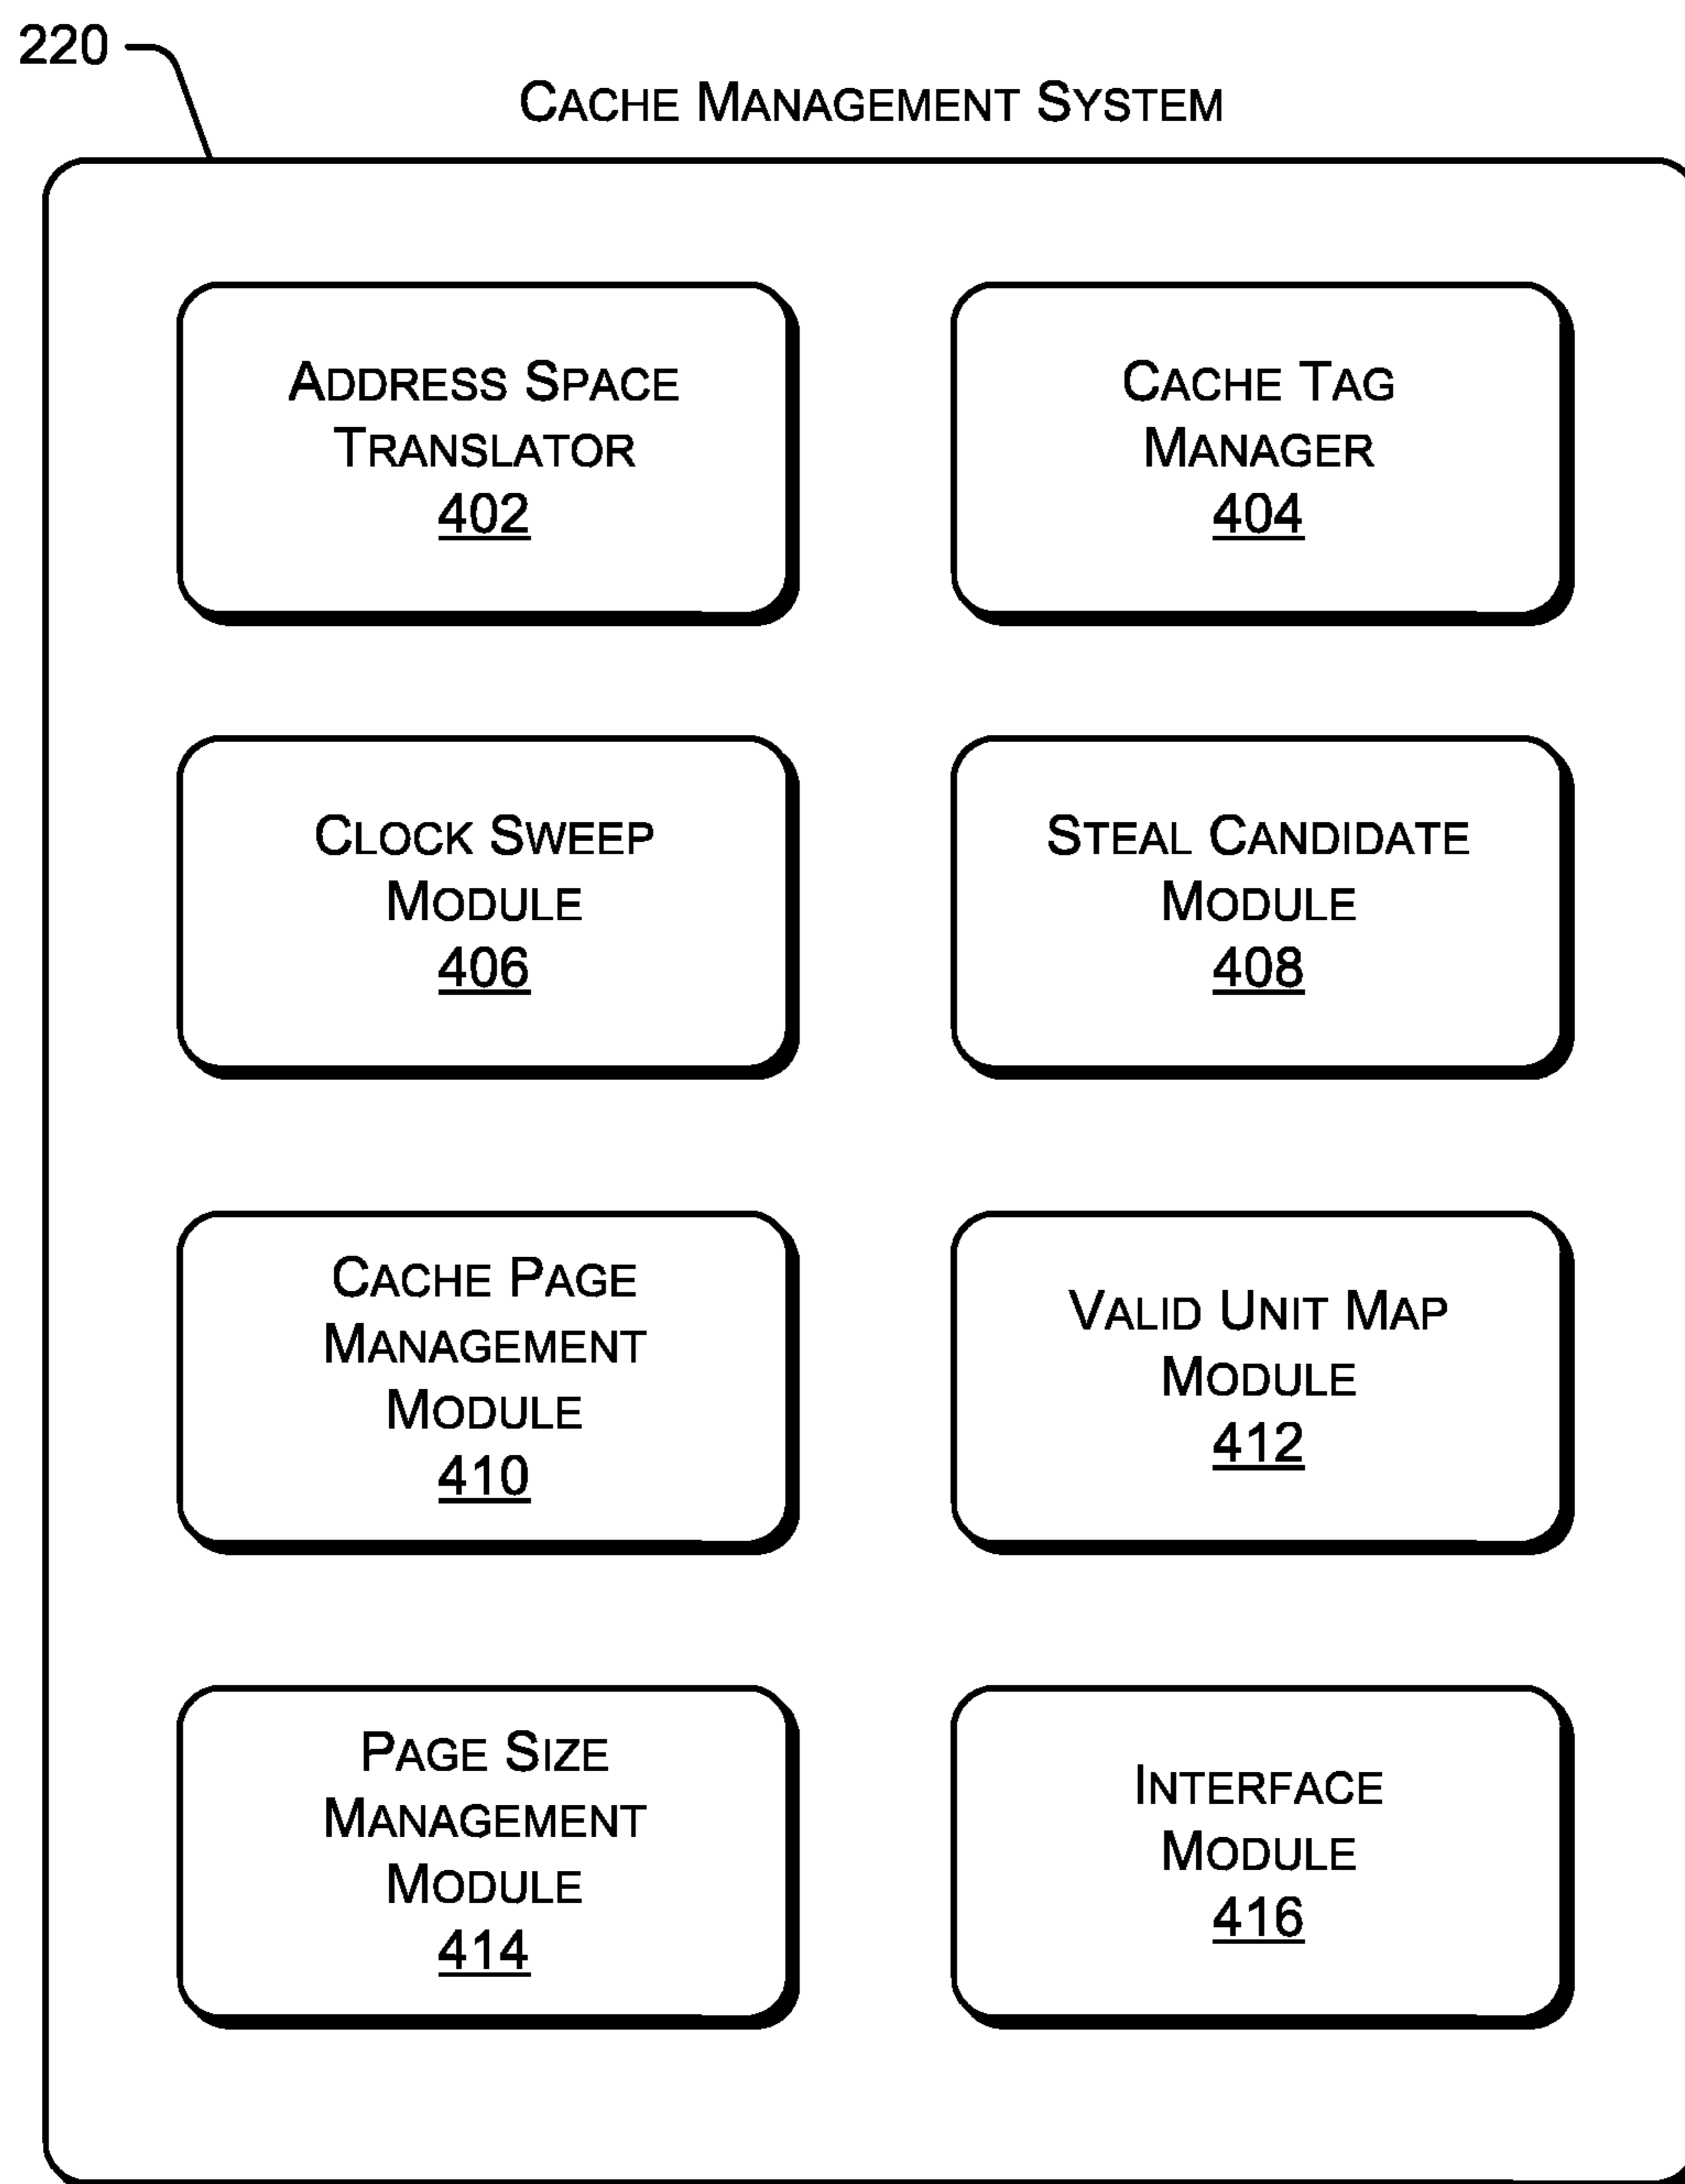 220
CACHE MANAGEMENT SYSTEM
ADDRESS SPACE
TRANSLATOR
402
CACHE TAG
MANAGER
404
CLOCK SWEEP
MODULE
406
STEAL CANDIDATE
MODULE
408
CACHE PAGE
MANAGEMENT
MODULE
410
VALID UNIT MAP
MODULE
412
PAGE SIZE
MANAGEMENT
MODULE
414
INTERFACE
MODULE
416